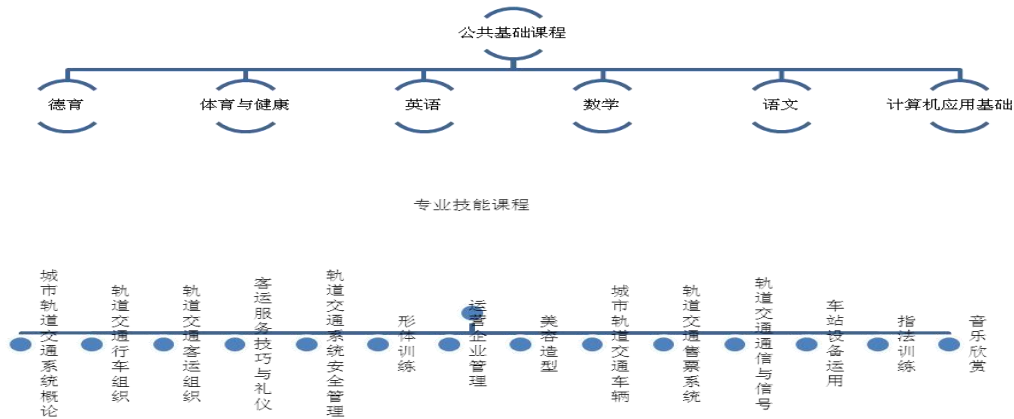 公共基础课程
德育
体育与健康
英语
数学
语文
计算机应用基础
专业技能课程
城市轨道交通系统概论
轨道交通行车组织
轨道交通客运组织
客运服务技巧与礼仪
轨道交通系统安全管理
形体训练
运营企业管理
美容造型
城市轨道交通车辆
轨道交通售票系统
轨道交通通信与信号
车站设备运用
指法训练
音乐欣赏